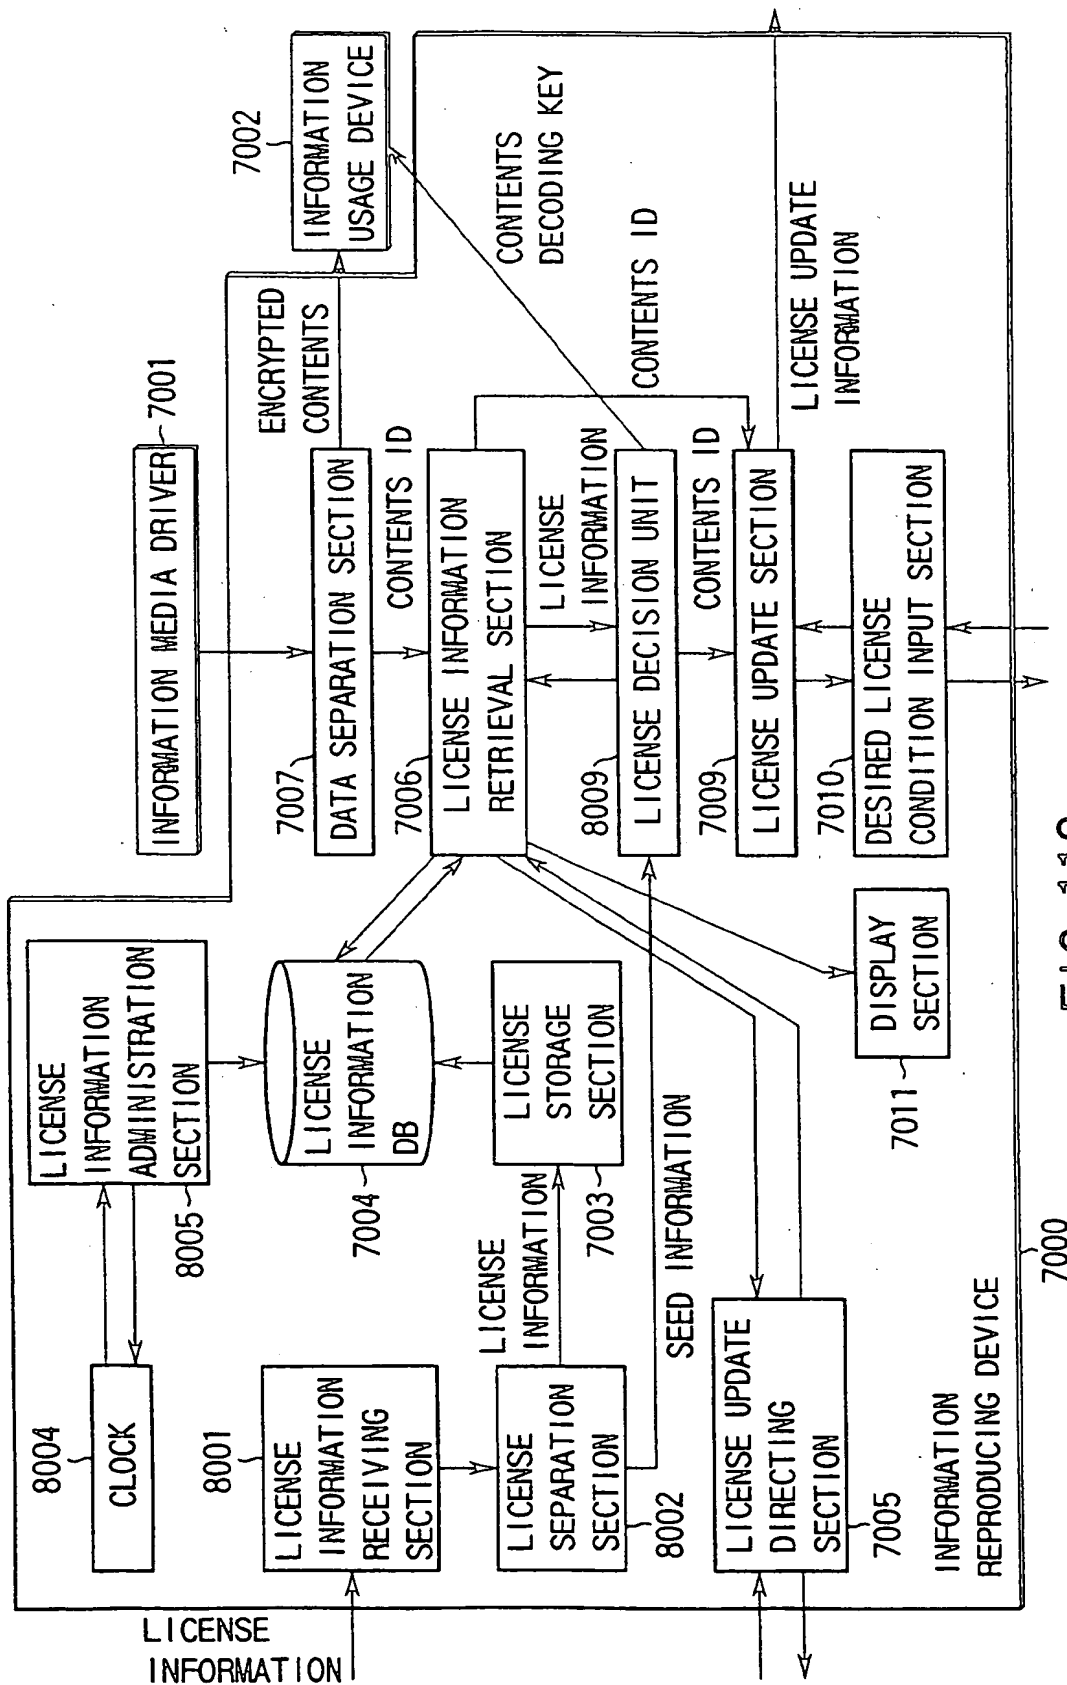 LICENSE
INFORMATION
8004
CLOCK
LICENSE
INFORMATION
ADMINISTRATION
SECTION
8005
INFORMATION MEDIA DRIVER
7001
7002
INFORMATION
USAGE DEVICE
8001
LICENSE
INFORMATION
RECEIVING
SECTION
LICENSE
INFORMATION
DB
7004
7007
DATA SEPARATION SECTION
ENCRYPTED
CONTENTS
CONTENTS ID
7006
LICENSE INFORMATION
RETRIEVAL SECTION
LICENSE
SEPARATION
SECTION
8002
LICENSE
INFORMATION
LICENSE
STORAGE
SECTION
7003
SEED INFORMATION
LICENSE
INFORMATION
8009
LICENSE DECISION UNIT
CONTENTS
DECODING KEY
CONTENTS ID
CONTENTS ID
7009
LICENSE UPDATE SECTION
LICENSE UPDATE
INFORMATION
LICENSE UPDATE
DIRECTING
SECTION
7005
DISPLAY
SECTION
7011
7010
DESIRED LICENSE
CONDITION INPUT SECTION
INFORMATION
REPRODUCING DEVICE
7000